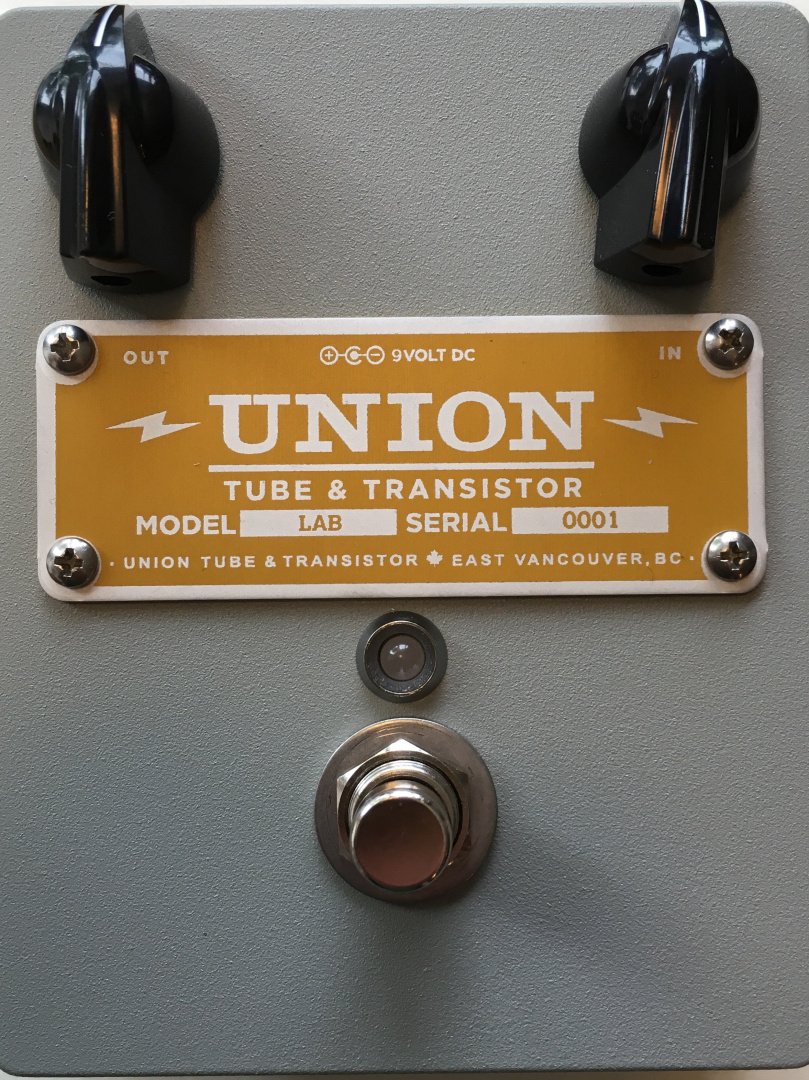 OUT 9VOLT DC IN
UNION
TUBE & TRANSISTOR
MODEL LAB SERIAL 0001
· UNION TUBE & TRANSISTOR EAST VANCOUVER, BC ·